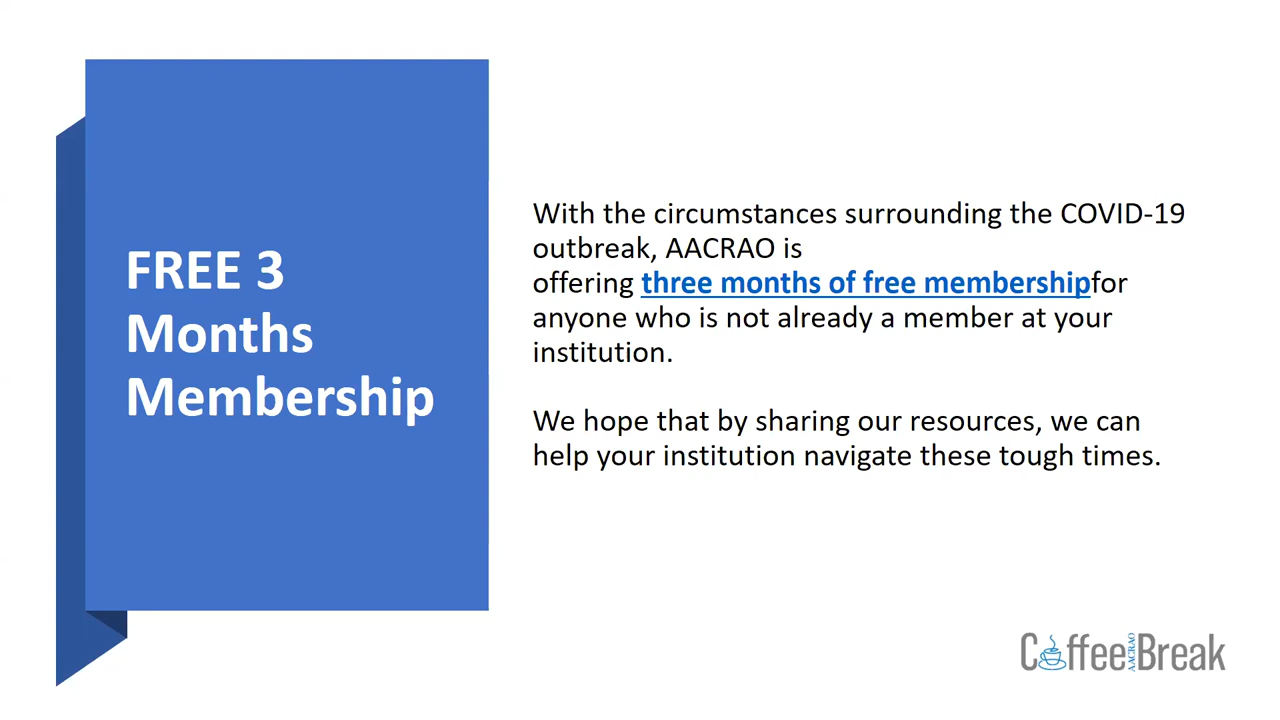 FREE 3
Months
Membership
With the circumstances surrounding the COVID-19
outbreak, AACRAO is
offering three months of free membershipfor
anyone who is not already a member at your
institution.
We hope that by sharing our resources, we can
help your institution navigate these tough times.
Coffee AACRAO Break